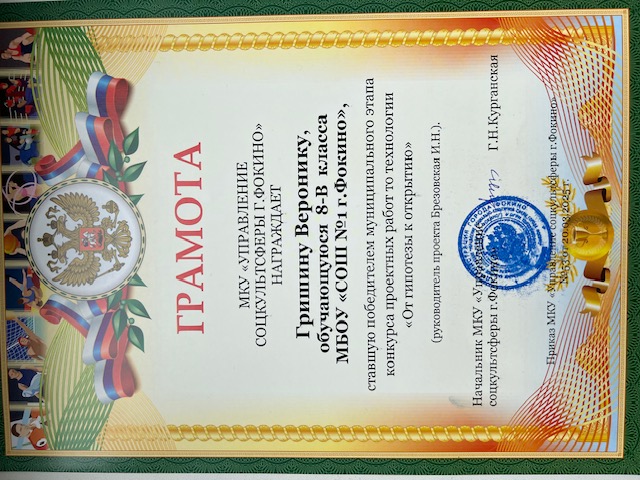 ГРАМОТА
МКУ «УПРАВЛЕНИЕ
СОЦКУЛЬТСФЕРЫ Г.ФОКИНО»
НАГРАЖДАЕТ
Гришину Веронику,
обучающуюся 8-В класса
МБОУ «СОШ №1 г.Фокино»,
ставшую победителем муниципального этапа
конкурса проектных работ то технологии
«От гипотезы к открытию»
(руководитель проекта Брезовская И.Н.).
Начальник МКУ «Управление
соцкультсферы г.Фокино» Г.Н.Курганская
Приказ МКУ «Управление соцкультсферы г.Фокино»
2025 г.